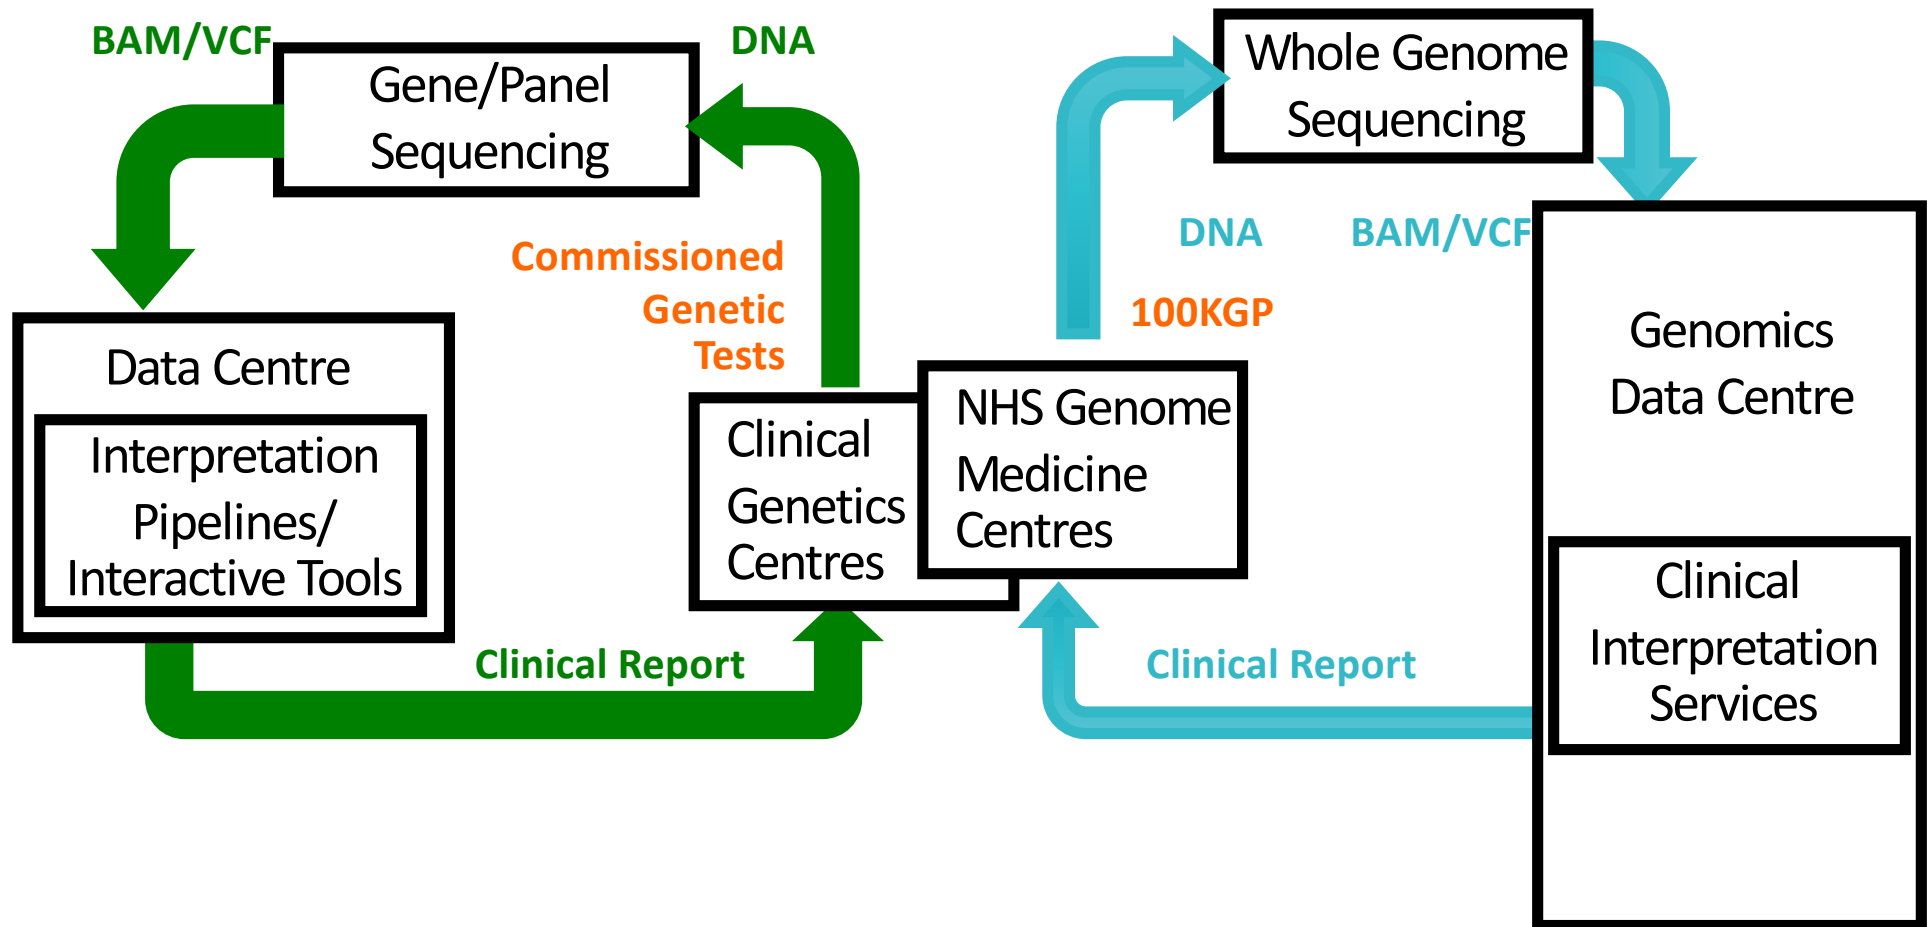 BAM/VCF
DNA
Gene/Panel
Sequencing
Whole Genome
Sequencing
Commissioned
Genetic
Tests
DNA
BAM/VCF
100KGP
Data Centre
Interpretation
Pipelines/
Interactive Tools
Clinical
Genetics
Centres
NHS Genome
Medicine
Centres
Genomics
Data Centre
Clinical
Interpretation
Services
Clinical Report
Clinical Report